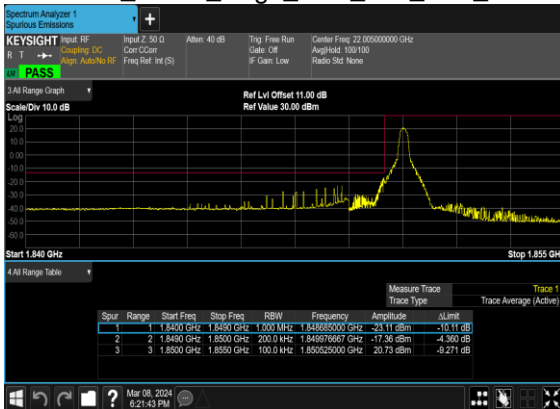 Spectrum Analyzer 1
Spurious Emissions
+
KEYSIGHT
R T
LW PASS
Input: RF
Coupling: DC
Align: Auto/No RF
Input Z: 50 Ω
Corr CCorr
Freq Ref: Int (S)
Atten: 40 dB
Trig: Free Run
Gate: Off
IF Gain: Low
Center Freq: 22.005000000 GHz
Avg|Hold: 100/100
Radio Std: None
3 All Range Graph
Scale/Div 10.0 dB
Ref Lvl Offset 11.00 dB
Ref Value 30.00 dBm
Log
20.0
10.0
0.00
-10.0
-20.0
-30.0
-40.0
-50.0
-60.0
Start 1.840 GHz
Stop 1.855 GH
4 All Range Table
Measure Trace Trace 1
Trace Type Trace Average (Active)
Spur Range Start Freq Stop Freq RBW Frequency Amplitude ΔLimit
1 1 1.8400 GHz 1.8490 GHz 1.000 MHz 1.848685000 GHz -23.11 dBm -10.11 dB
2 2 1.8490 GHz 1.8500 GHz 200.0 kHz 1.849976667 GHz -17.36 dBm -4.360 dB
3 3 1.8500 GHz 1.8550 GHz 100.0 kHz 1.850525000 GHz 20.73 dBm -9.271 dB
?
Mar 08, 2024
6:21:43 PM